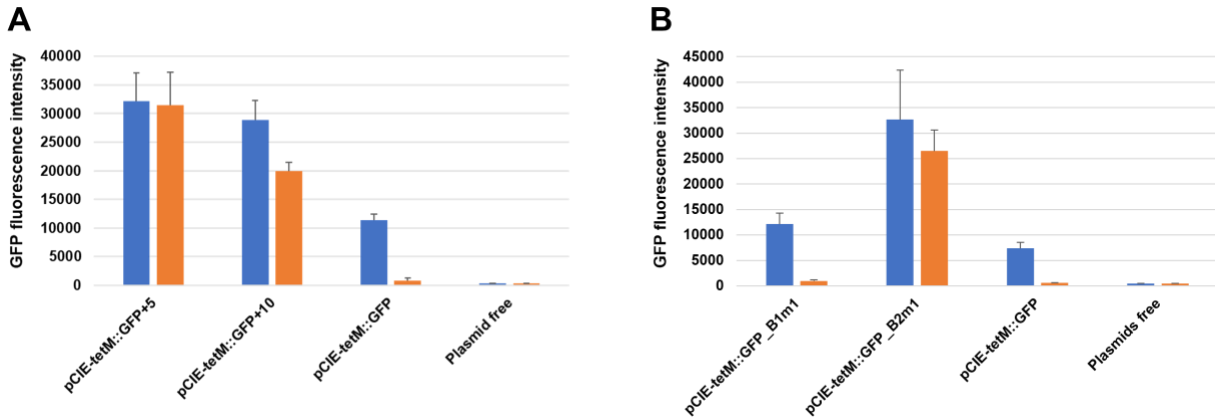 A
GFP fluorescence intensity
40000
35000
30000
25000
20000
15000
10000
5000
0
pCIE-tetM::GFP+5
pCIE-tetM::GFP+10
pCIE-tetM::GFP
Plasmid free
B
GFP fluorescence intensity
45000
40000
35000
30000
25000
20000
15000
10000
5000
0
pCIE-tetM::GFP_B1m1
pCIE-tetM::GFP_B2m1
pCIE-tetM::GFP
Plasmids free